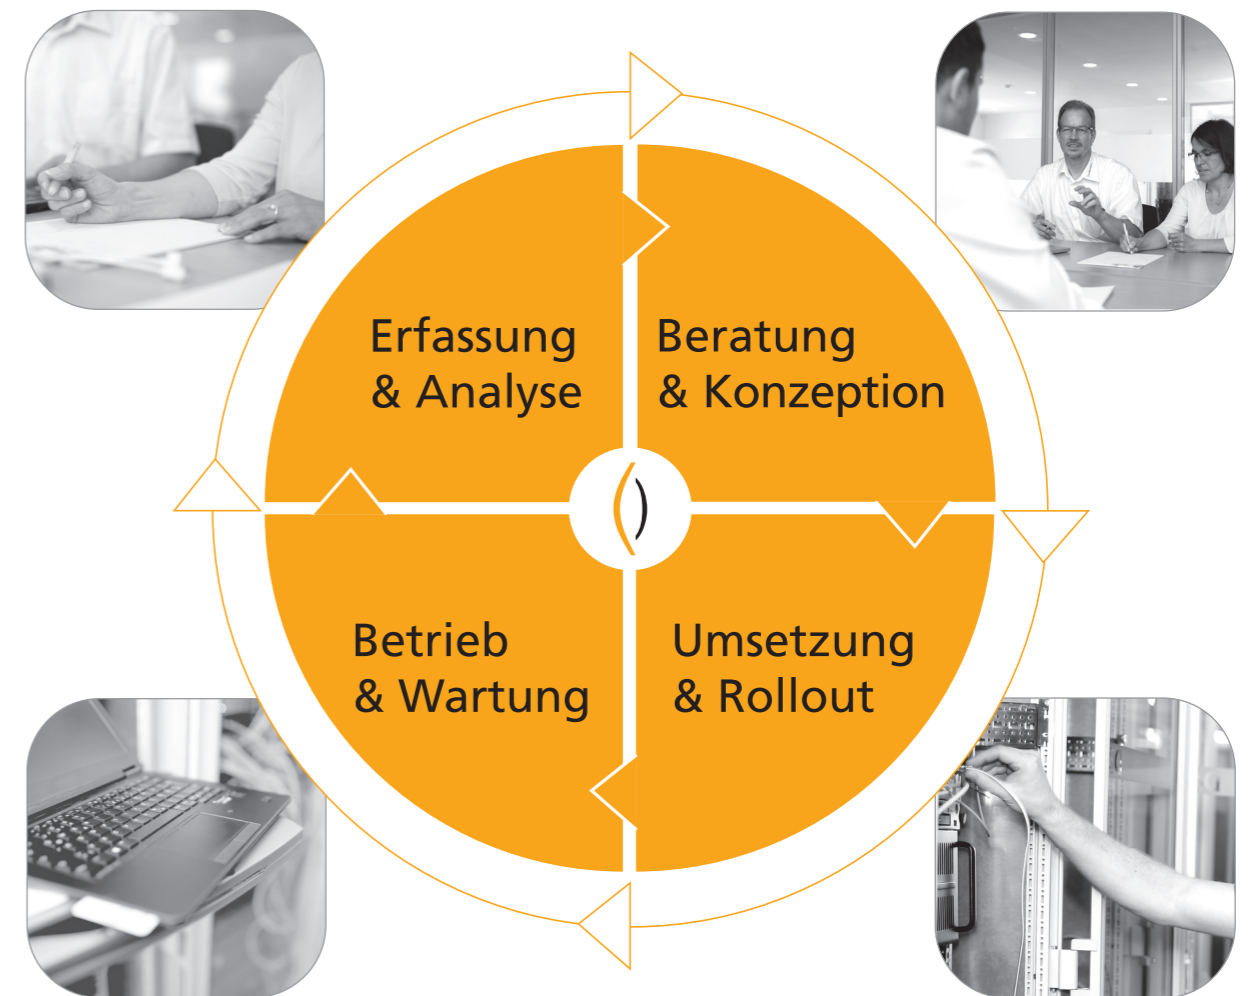 Erfassung
& Analyse
Beratung
& Konzeption
Betrieb
& Wartung
Umsetzung
& Rollout